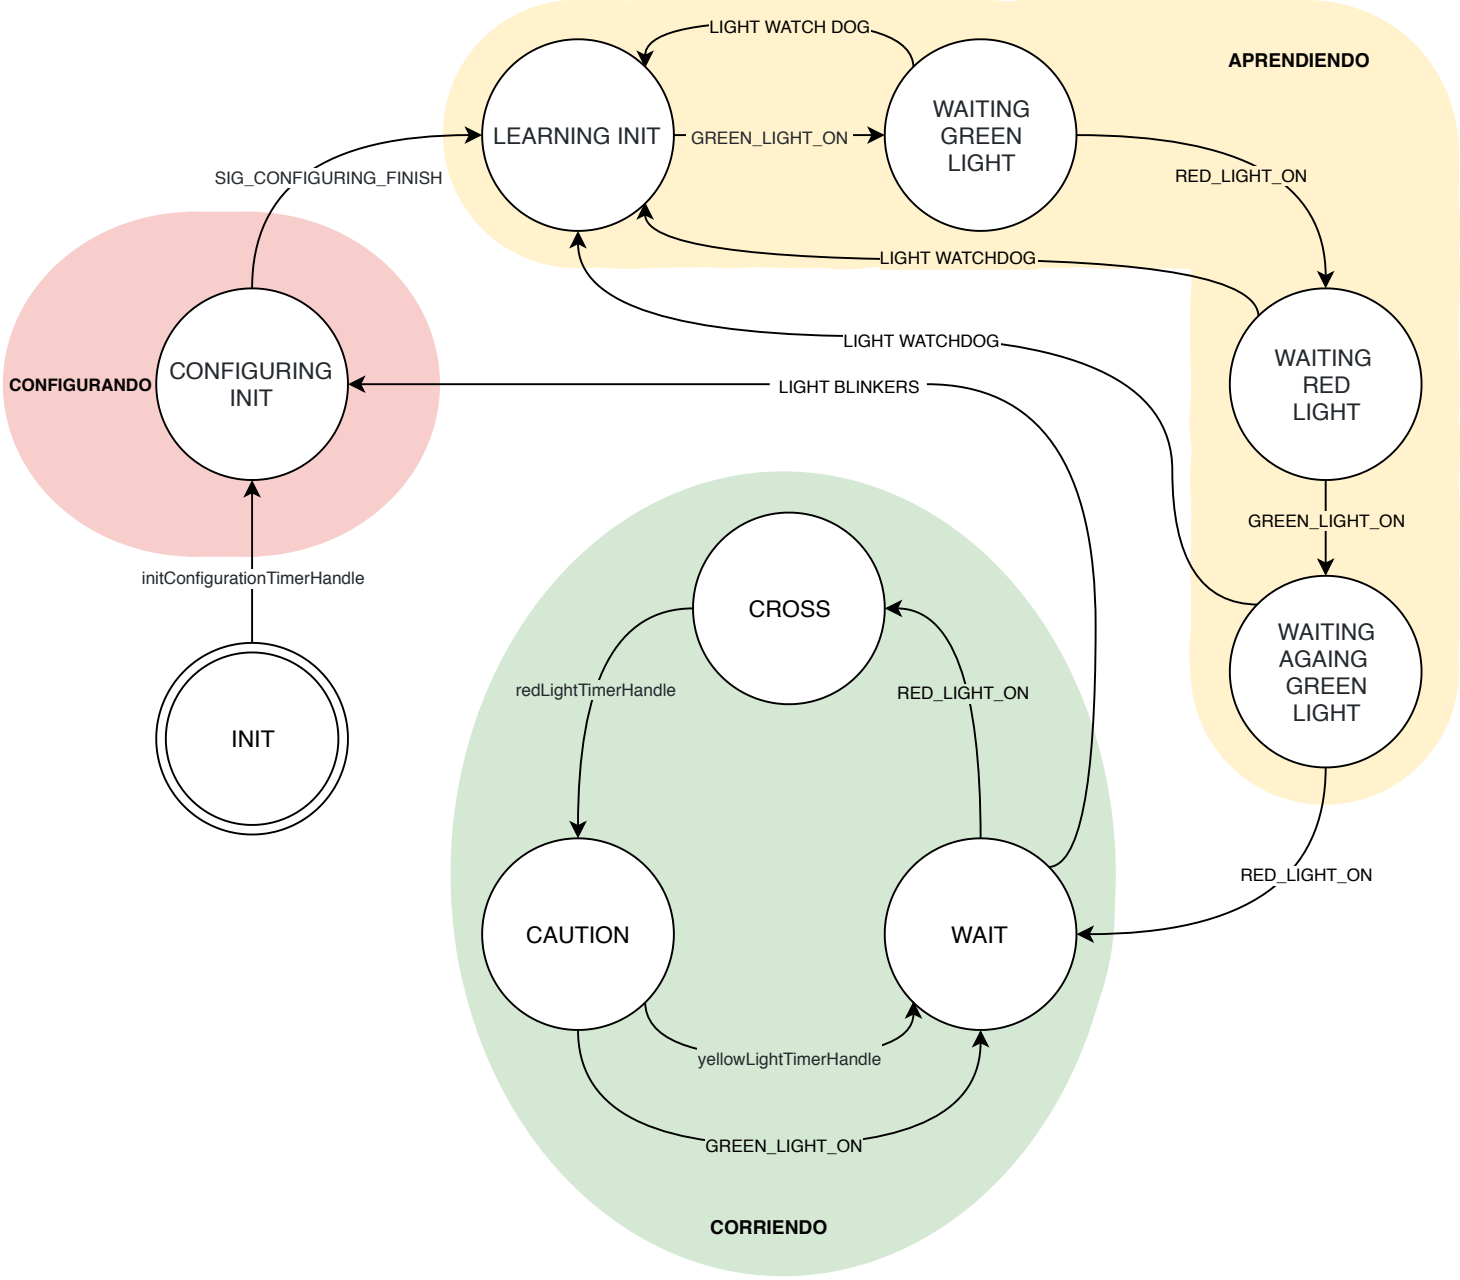 LIGHT WATCH DOG
APRENDIENDO
LEARNING INIT
GREEN_LIGHT_ON
WAITING
GREEN
LIGHT
SIG_CONFIGURING_FINISH
RED_LIGHT_ON
LIGHT WATCHDOG
LIGHT WATCHDOG
CONFIGURANDO
CONFIGURING
INIT
LIGHT BLINKERS
WAITING
RED
LIGHT
GREEN_LIGHT_ON
initConfigurationTimerHandle
CROSS
WAITING
AGAING
GREEN
LIGHT
redLightTimerHandle
RED_LIGHT_ON
INIT
RED_LIGHT_ON
CAUTION
WAIT
yellowLightTimerHandle
GREEN_LIGHT_ON
CORRIENDO